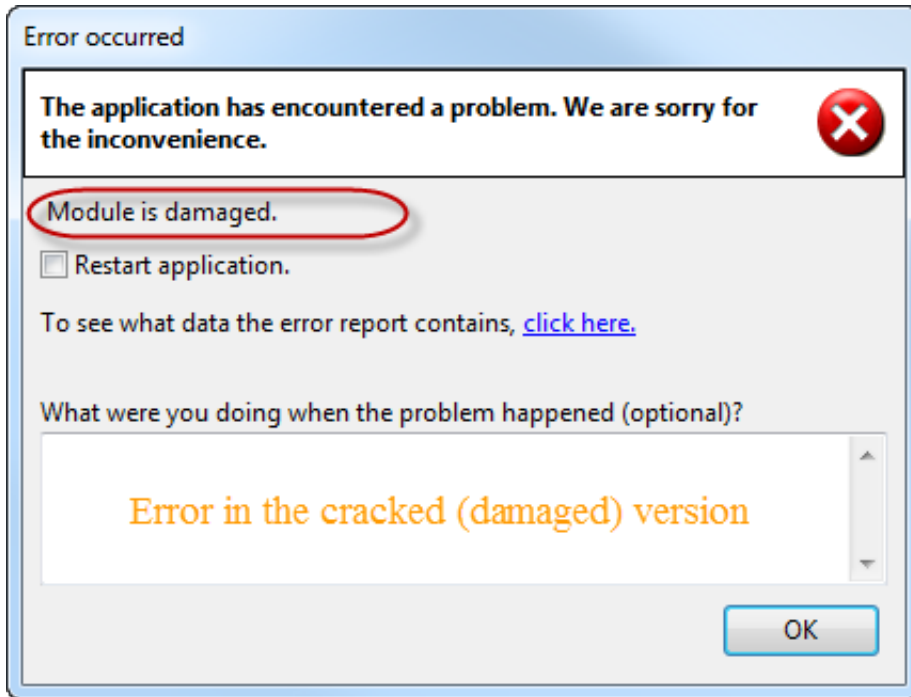 Error occurred
The application has encountered a problem. We are sorry for
the inconvenience.
Module is damaged.
Restart application.
To see what data the error report contains, click here.
What were you doing when the problem happened (optional)?
Error in the cracked (damaged) version
OK